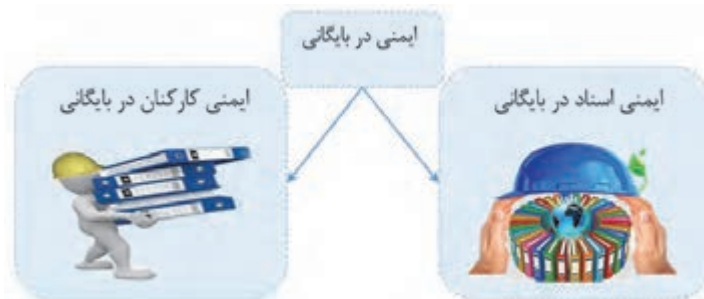 ایمنی در بایگانی
ایمنی اسناد در بایگانی
ایمنی کارکنان در بایگانی